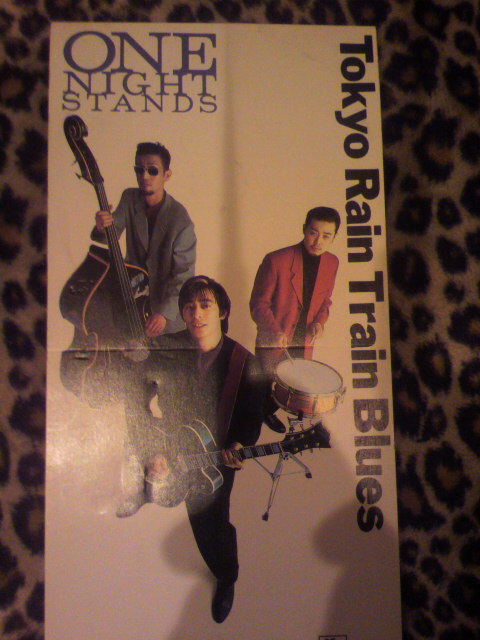 ONE
NIGHT
STANDS
Tokyo Rain Train Blues